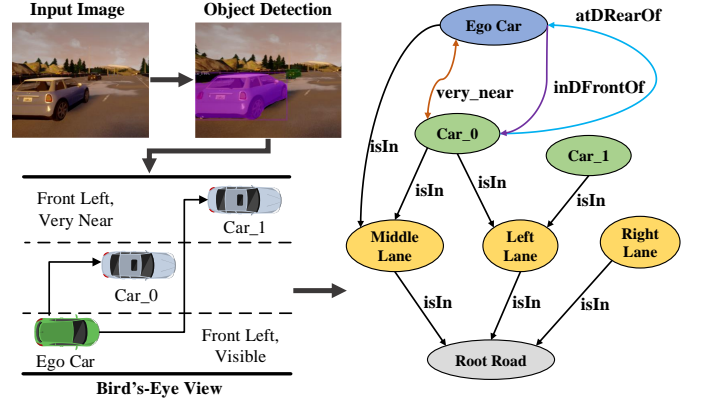 Input Image
Object Detection
Front Left,
Very Near
Car_1
Car_0
Ego Car
Front Left,
Visible
Bird's-Eye View
Ego Car
atDRearOf
very_near
inDFrontOf
Car_0
Car_1
isIn
isIn
isIn
isIn
Middle
Lane
Left
Lane
Right
Lane
isIn
isIn
isIn
Root Road